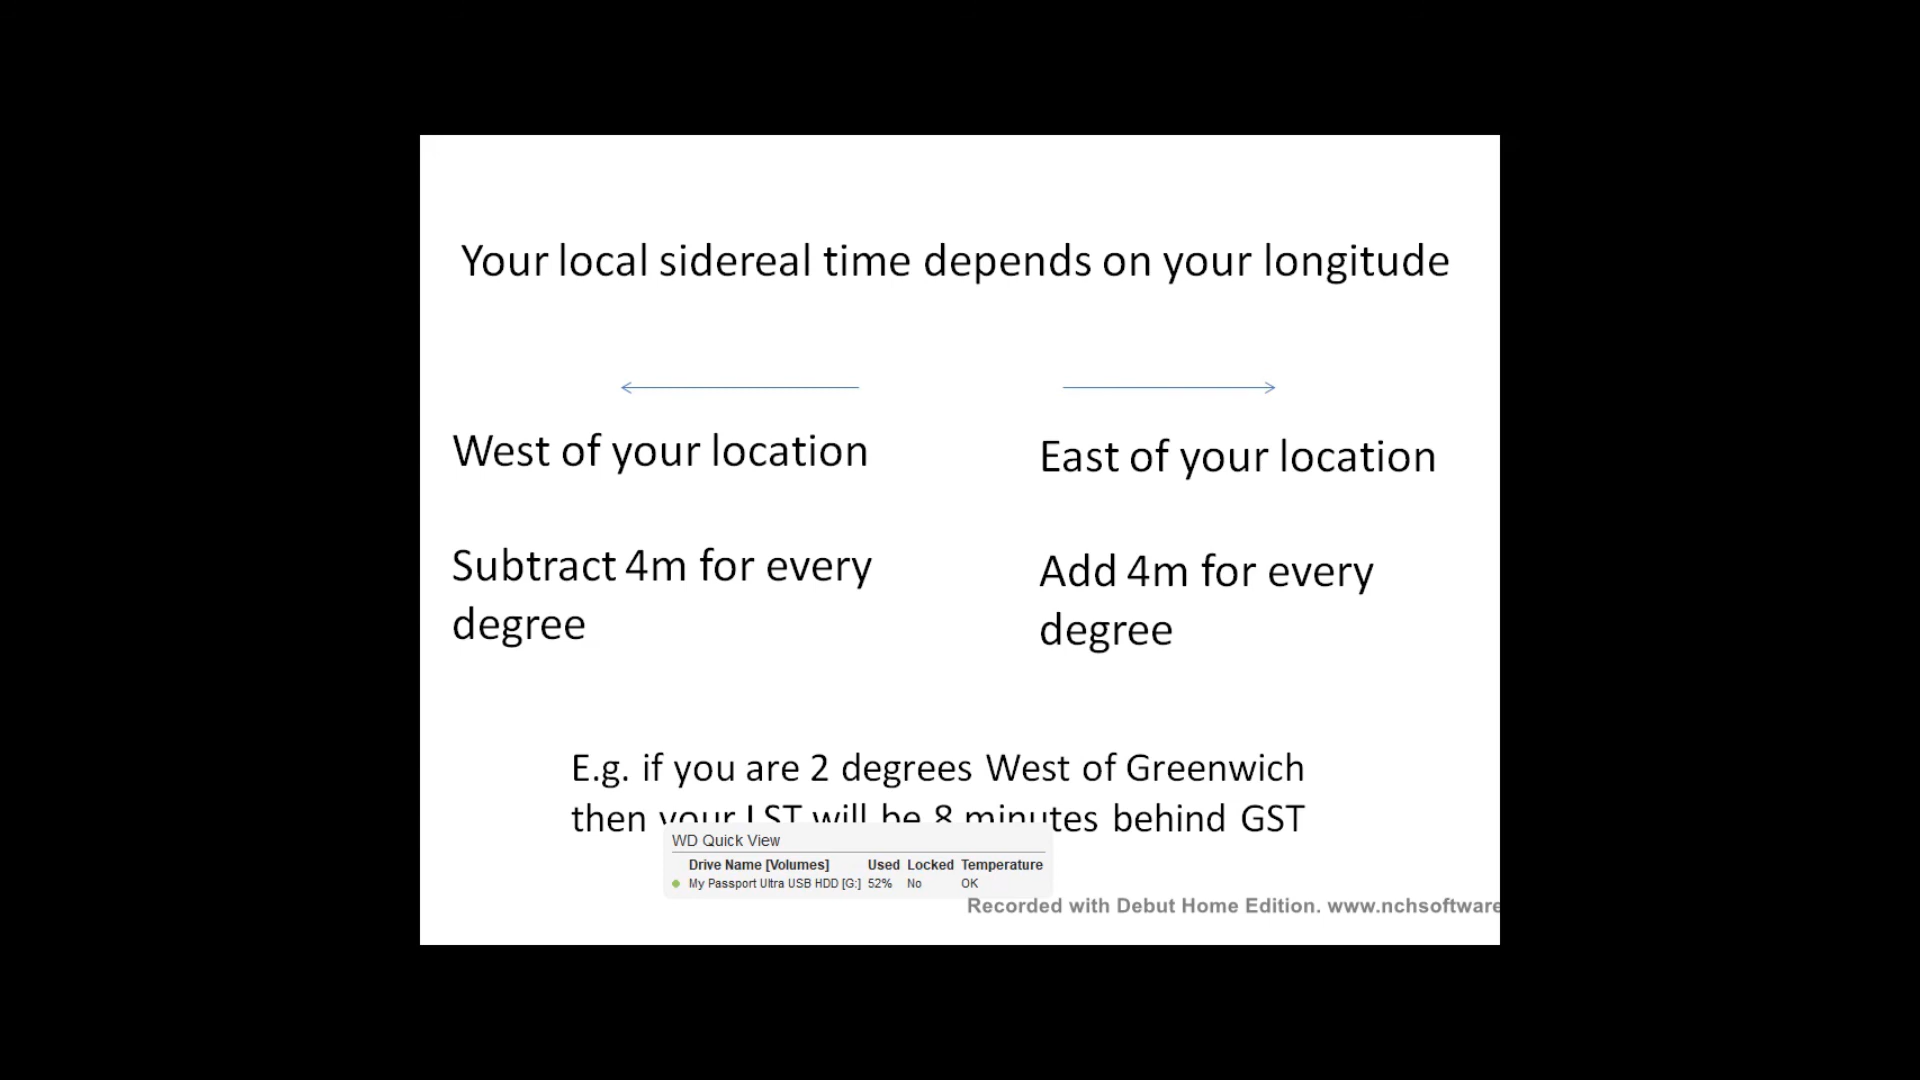 Your local sidereal time depends on your longitude
West of your location
East of your location
Subtract 4m for every
degree
Add 4m for every
degree
E.g. if you are 2 degrees West of Greenwich
then your LST will be 8 minutes behind GST
WD Quick View
Drive Name [Volumes] Used Locked Temperature
My Passport Ultra USB HDD [G:] 52% No OK
Recorded with Debut Home Edition. www.nchsoftware